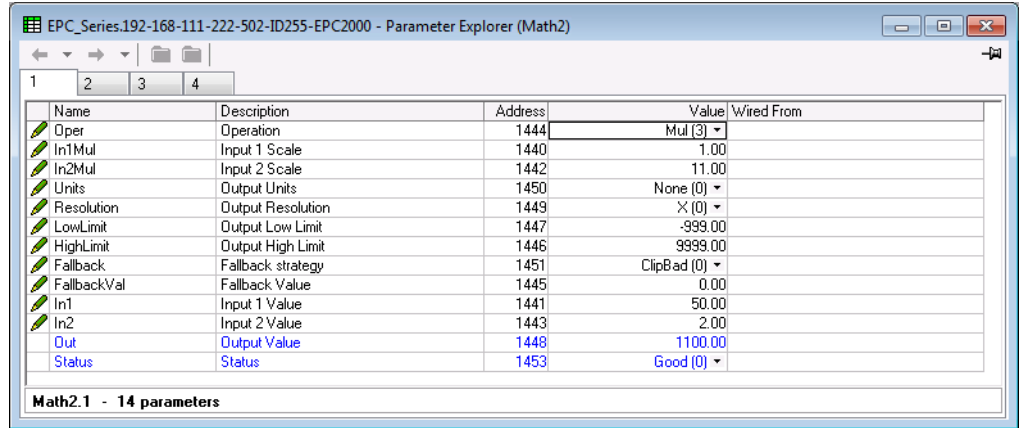 EPC_Series.192-168-111-222-502-ID255-EPC2000 - Parameter Explorer (Math2)
1 2 3 4
Name Description Address Value Wired From
Oper Operation 1444 Mul (3)
In1Mul Input 1 Scale 1440 1.00
In2Mul Input 2 Scale 1442 11.00
Units Output Units 1450 None (0)
Resolution Output Resolution 1449 X (0)
LowLimit Output Low Limit 1447 -999.00
HighLimit Output High Limit 1446 9999.00
Fallback Fallback strategy 1451 ClipBad (0)
FallbackVal Fallback Value 1445 0.00
In1 Input 1 Value 1441 50.00
In2 Input 2 Value 1443 2.00
Out Output Value 1448 1100.00
Status Status 1453 Good (0)
Math2.1 - 14 parameters